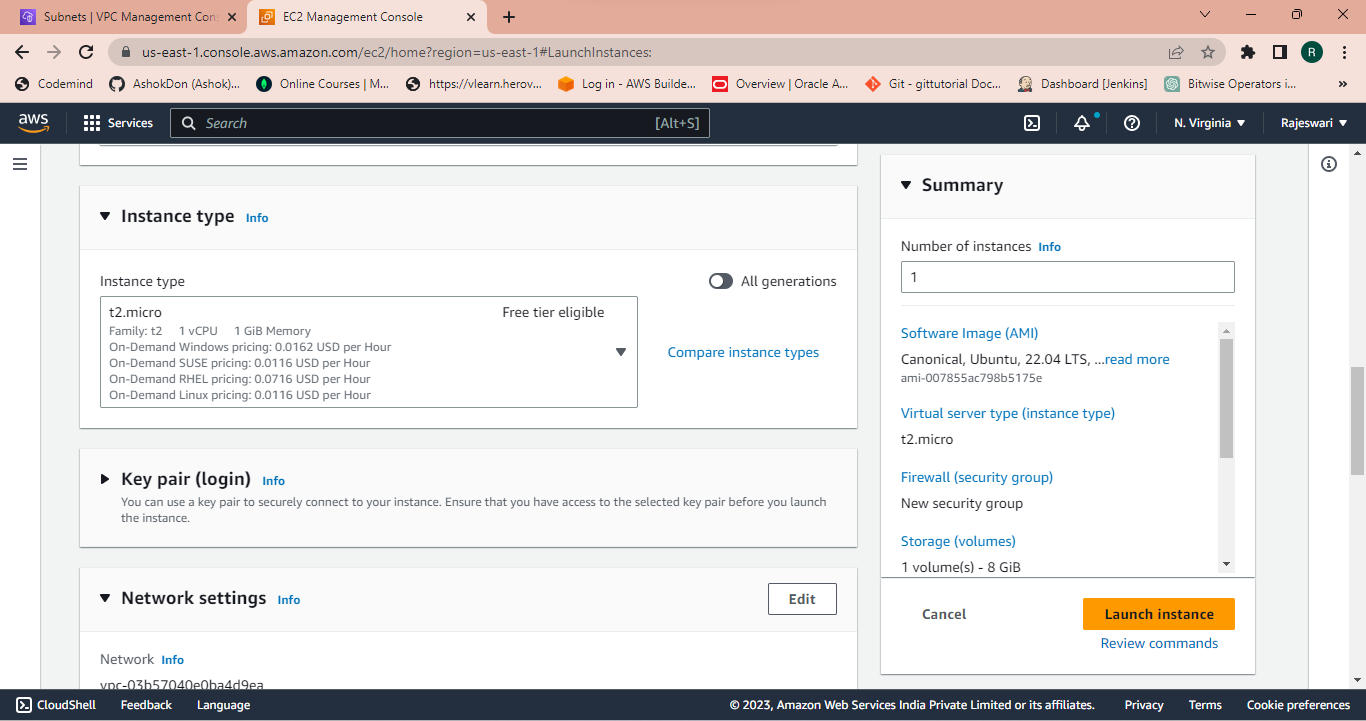 Subnets | VPC Management Con
EC2 Management Console
us-east-1.console.aws.amazon.com/ec2/home?region=us-east-1#LaunchInstances:
R
Codemind
AshokDon (Ashok)...
Online Courses | M...
https://vlearn.herov...
Log in - AWS Builde...
Overview | Oracle A...
Git - gittutorial Doc...
Dashboard [Jenkins]
Bitwise Operators i...
»
aws
Services
Search
[Alt+S]
N. Virginia
Rajeswari
Instance type Info
Instance type
All generations
t2.micro
Free tier eligible
Family: t2 1 vCPU 1 GiB Memory
On-Demand Windows pricing: 0.0162 USD per Hour
On-Demand SUSE pricing: 0.0116 USD per Hour
On-Demand RHEL pricing: 0.0716 USD per Hour
On-Demand Linux pricing: 0.0116 USD per Hour
Compare instance types
Key pair (login) Info
You can use a key pair to securely connect to your instance. Ensure that you have access to the selected key pair before you launch
the instance.
Network settings Info
Edit
Network Info
vpc-03b57040e0ba4d9ea
Summary
Number of instances Info
1
Software Image (AMI)
Canonical, Ubuntu, 22.04 LTS, ...read more
ami-007855ac798b5175e
Virtual server type (instance type)
t2.micro
Firewall (security group)
New security group
Storage (volumes)
1 volume(s) - 8 GiB
Cancel
Launch instance
Review commands
CloudShell
Feedback
Language
© 2023, Amazon Web Services India Private Limited or its affiliates.
Privacy
Terms
Cookie preferences